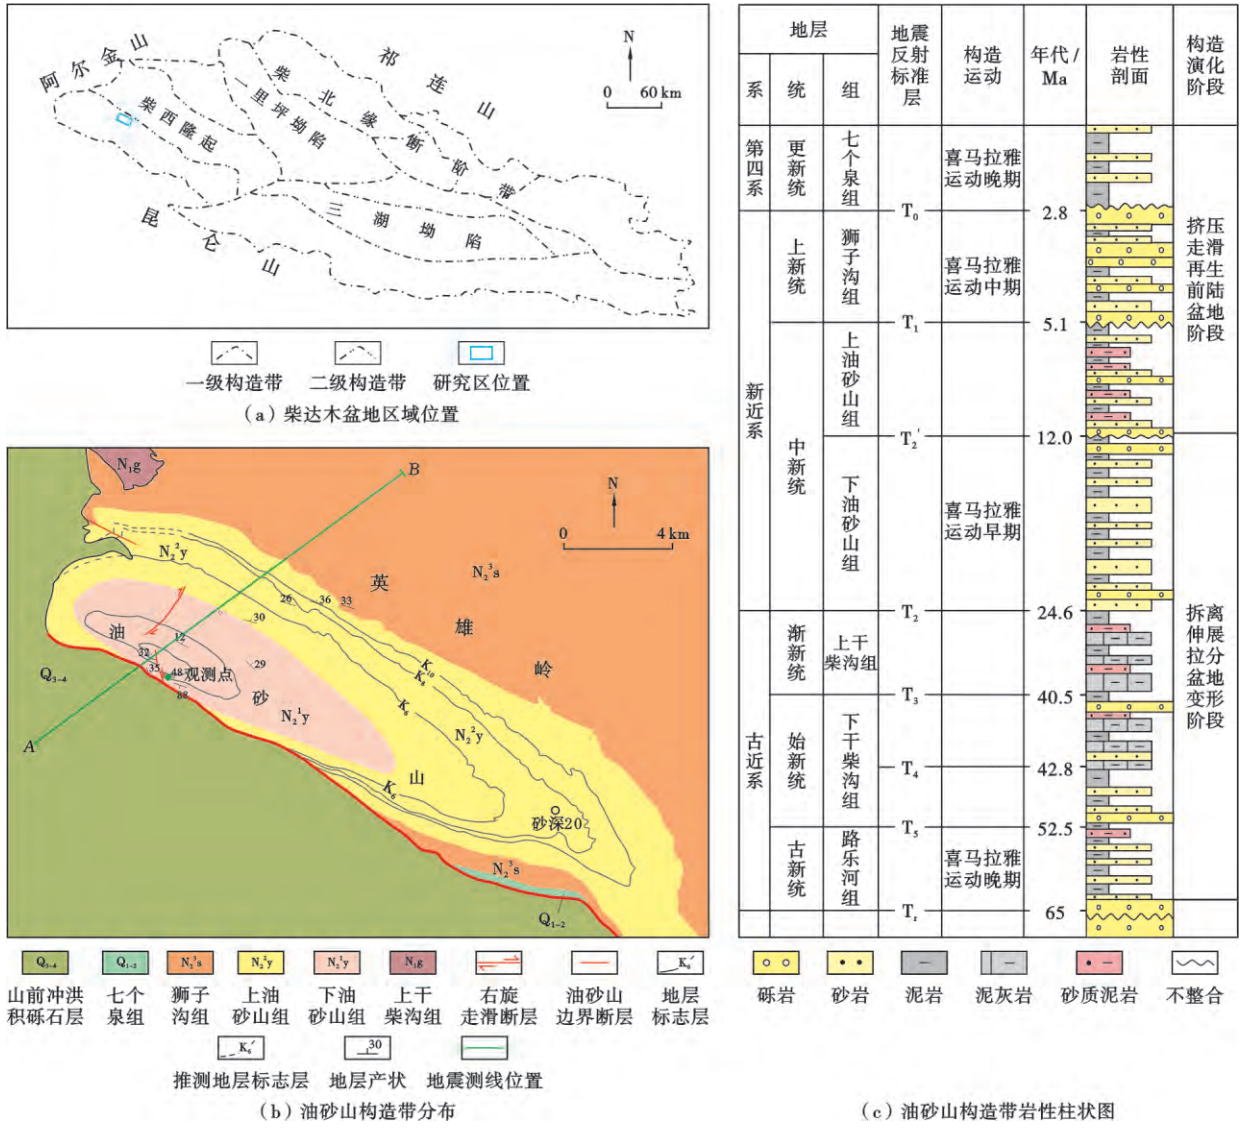 阿尔金山
祁连山
柴北缘断阶带
一里坪坳陷
柴西隆起
三湖坳陷
昆仑山
N
0 60 km
一级构造带
二级构造带
研究区位置
(a) 柴达木盆地区域位置
N₁g
B
N
0 4 km
N₂²y
英雄岭
N₂³s
26
36
33
30
油砂山
12
32
35
48
观测点
29
88
Q₃₋₄
N₂¹y
K₁₀
K₈
K₆
N₂²y
A
K₆
砂深20
N₂³s
Q₁₋₂
Q₃₋₄
Q₁₋₂
N₂³s
N₂²y
N₂¹y
N₁g
K₆′
山前冲洪
积砾石层
七个
泉组
狮子
沟组
上油
砂山组
下油
砂山组
上干
柴沟组
右旋
走滑断层
油砂山
边界断层
地层
标志层
K₆′
30
推测地层标志层
地层产状
地震测线位置
(b) 油砂山构造带分布
地层
系
统
组
地震
反射
标准
层
构造
运动
年代/
Ma
岩性
剖面
构造
演化
阶段
第四系
更新统
七个泉组
喜马拉雅
运动晚期
T₀
2.8
新近系
上新统
狮子沟组
喜马拉雅
运动中期
T₁
5.1
挤压
走滑
再生
前陆
盆地
阶段
中新统
上油砂山组
T₂′
12.0
下油砂山组
喜马拉雅
运动早期
T₂
24.6
古近系
渐新统
上干
柴沟组
T₃
40.5
拆离
伸展
拉分
盆地
变形
阶段
始新统
下干柴沟组
T₄
42.8
T₅
52.5
古新统
路乐河组
喜马拉雅
运动晚期
Tᵣ
65
砾岩
砂岩
泥岩
泥灰岩
砂质泥岩
不整合
(c) 油砂山构造带岩性柱状图